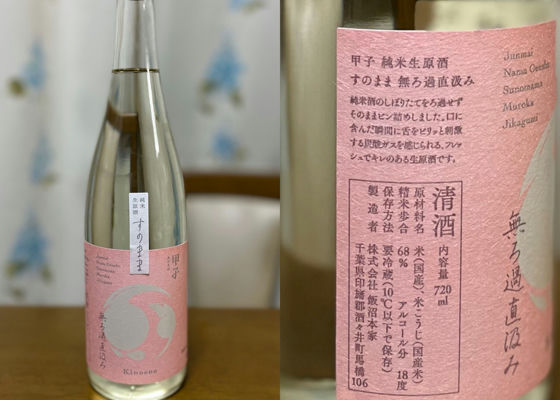 純米
生原酒
すのまま
甲子
無ろ過直汲み
Kinoene
甲子 純米生原酒
すのまま 無ろ過直汲み
純米酒のしぼりたてをろ過せず
そのままビン詰めしました。口に
含んだ瞬間に舌をピリッと刺激
する炭酸ガスを感じられる、フレッ
シュでキレのある生原酒です。
Junmai
Nama Genshu
Sunomama
Muroka
Jikagumi
無ろ過直汲み
清酒
内容量 720ml
原材料名 米(国産)、米こうじ(国産米)
精米歩合 68% アルコール分 18度
保存方法 要冷蔵(10℃以下で保存)
製造者 株式会社 飯沼本家
千葉県印旛郡酒々井町馬橋106